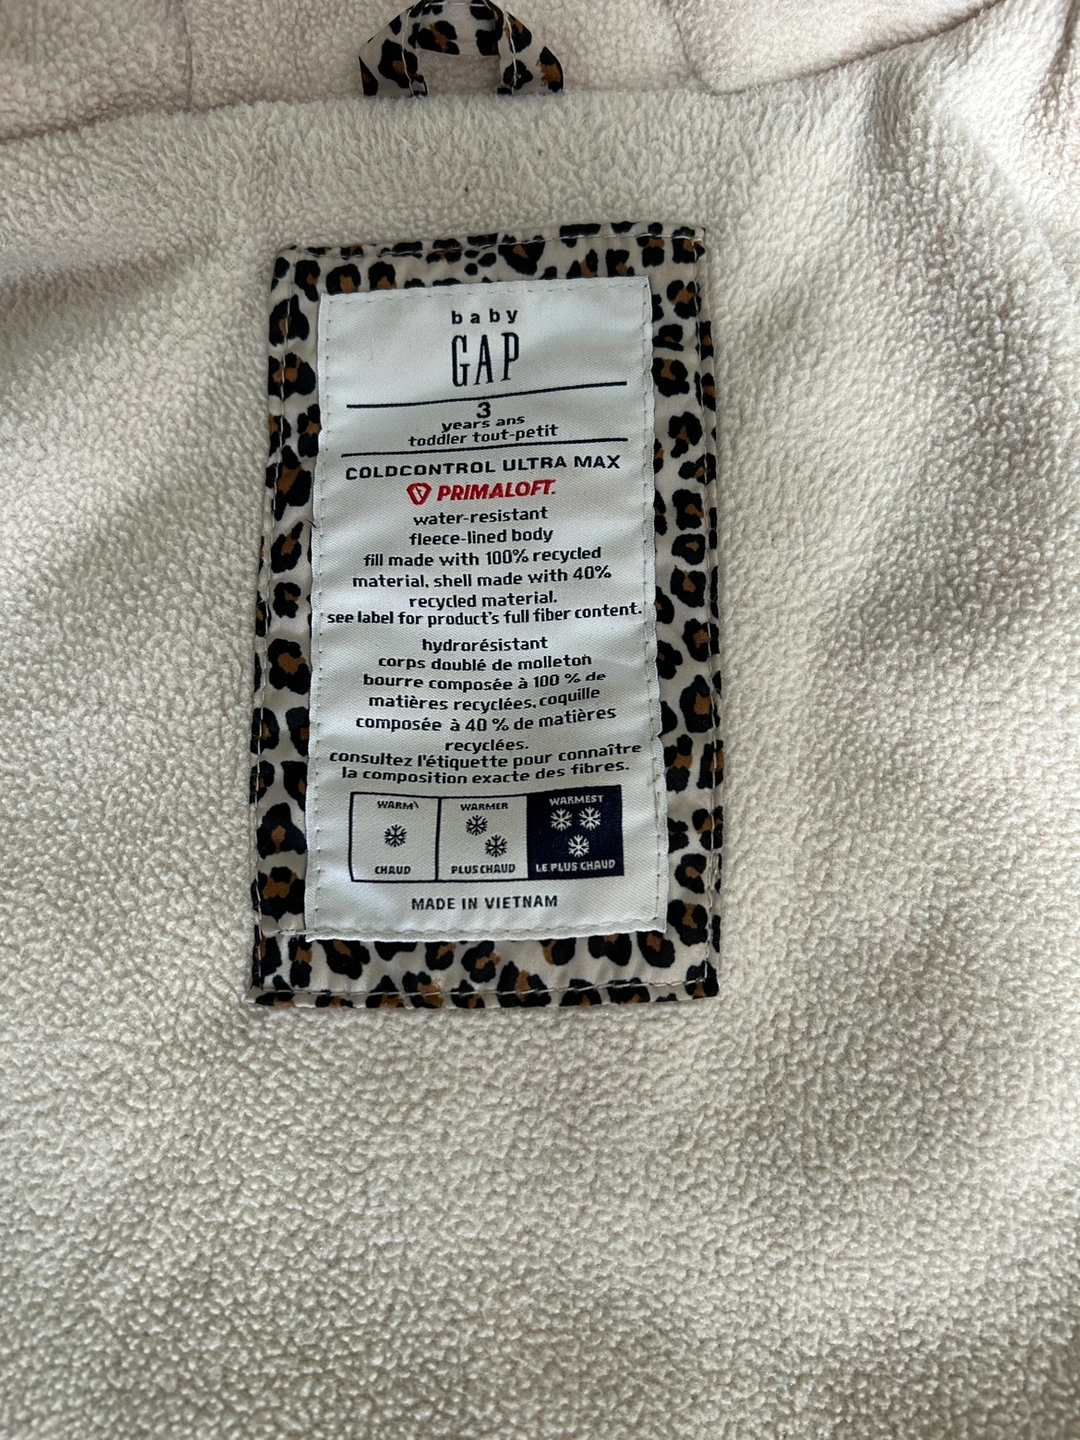 baby
GAP
3
years ans
toddler tout-petit
COLDCONTROL ULTRA MAX
PRIMALOFT.
water-resistant
fleece-lined body
fill made with 100% recycled
material, shell made with 40%
recycled material.
see label for product's full fiber content.
hydrorésistant
corps doublé de molleton
bourre composée à 100 % de
matières recyclées, coquille
composée à 40 % de matières
recyclées.
consultez l'étiquette pour connaître
la composition exacte des fibres.
WARM WARMER WARMEST
CHAUD PLUS CHAUD LE PLUS CHAUD
MADE IN VIETNAM